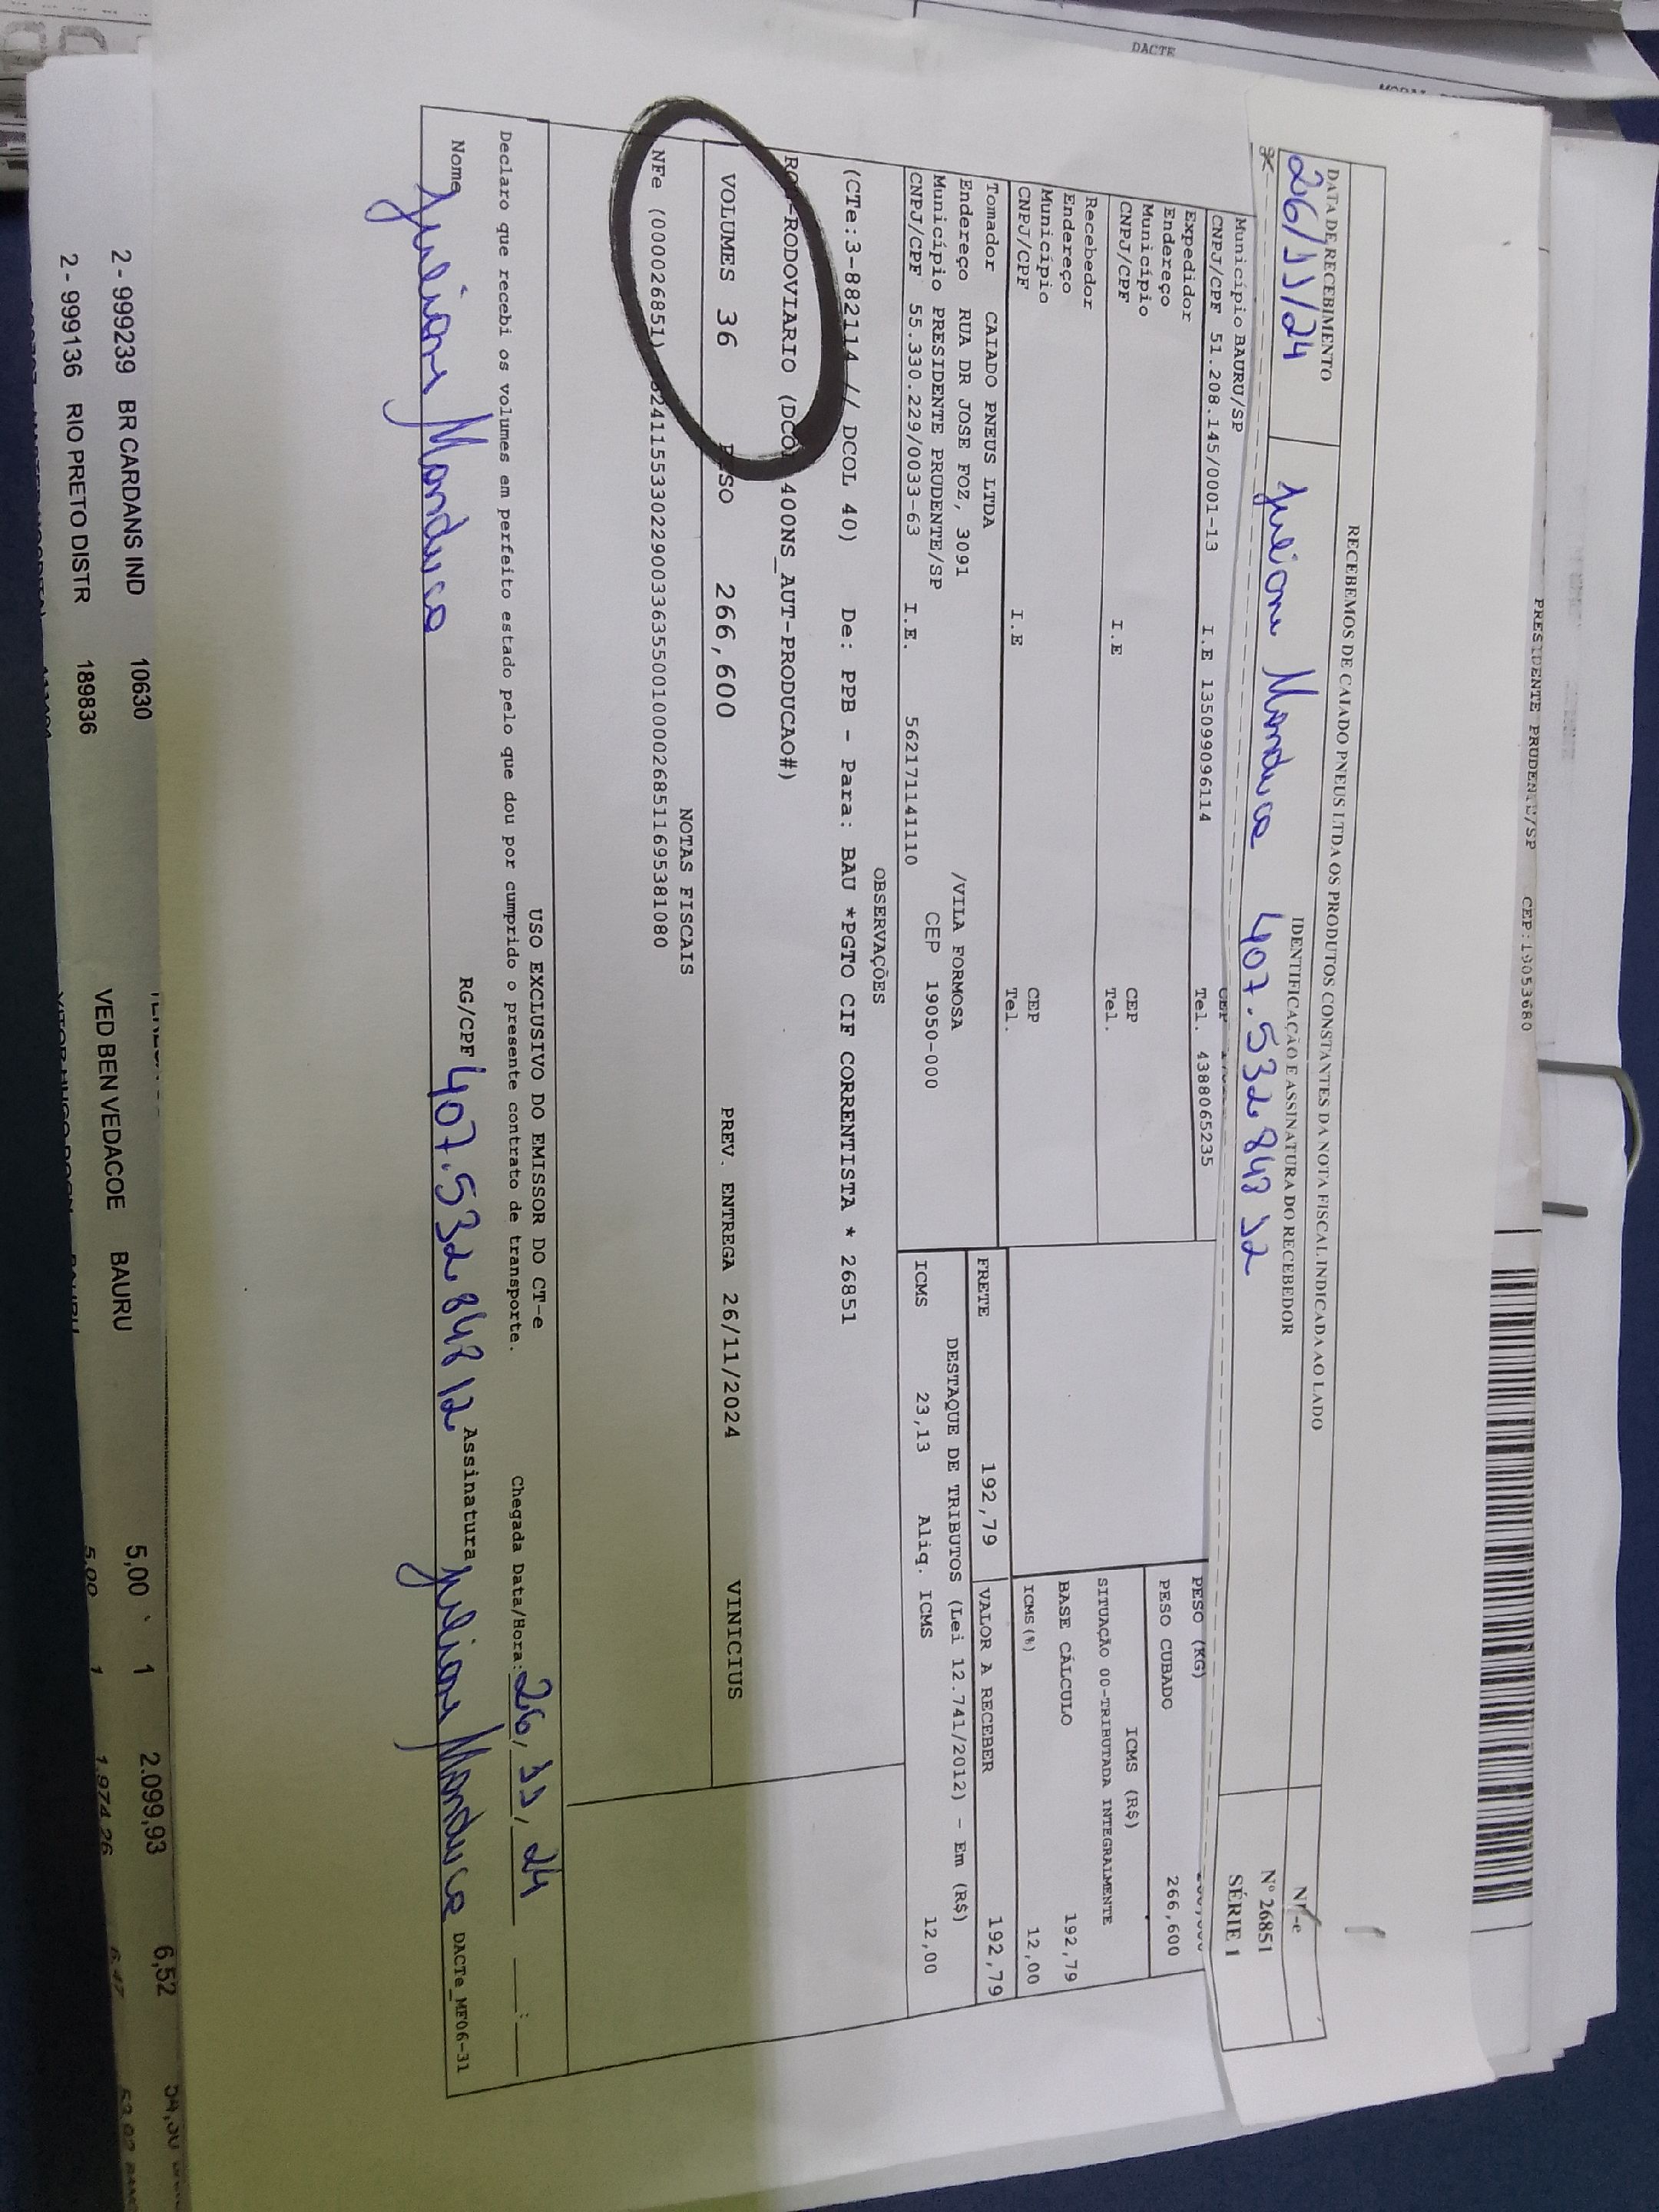 DACTE
PRESIDENTE PRUDENTE/SP CEP:19053680
RECEBEMOS DE CAIADO PNEUS LTDA OS PRODUTOS CONSTANTES DA NOTA FISCAL INDICADA AO LADO
NF-e
Nº 26851
SÉRIE 1
DATA DE RECEBIMENTO
26/11/24
IDENTIFICAÇÃO E ASSINATURA DO RECEBEDOR
407.532.848 12
Município BAURU/SP CEP
CNPJ/CPF 51.208.145/0001-13 I.E 135099096114 Tel. 4388065235
PESO (KG)
Expedidor
PESO CUBADO 266,600
Endereço
Município CEP
CNPJ/CPF I.E Tel.
ICMS (R$)
SITUAÇÃO 00-TRIBUTADA INTEGRALMENTE
Recebedor
Endereço
BASE CÁLCULO 192,79
Município CEP
CNPJ/CPF I.E Tel.
ICMS(%) 12,00
Tomador CAIADO PNEUS LTDA
FRETE 192,79 VALOR A RECEBER 192,79
Endereço RUA DR JOSE FOZ, 3091 /VILA FORMOSA
Município PRESIDENTE PRUDENTE/SP CEP 19050-000
CNPJ/CPF 55.330.229/0033-63 I.E. 562171141110
DESTAQUE DE TRIBUTOS (Lei 12.741/2012) - Em (R$)
ICMS 23,13 Aliq. ICMS 12,00
OBSERVAÇÕES
(CTe:3-882114 // DCOL 40) De: PPB - Para: BAU *PGTO CIF CORRENTISTA * 26851
-RODOVIARIO (DCOL 400NS_AUT-PRODUCAO#)
VOLUMES 36 PESO 266,600 PREV. ENTREGA 26/11/2024 VINICIUS
NOTAS FISCAIS
NFe (000026851)
USO EXCLUSIVO DO EMISSOR DO CT-e
Declaro que recebi os volumes em perfeito estado pelo que dou por cumprido o presente contrato de transporte. Chegada Data/Hora: 26/11/24 __:__
Nome RG/CPF 407.532.848 12 Assinatura
DACTe_MF06-31
2 - 999239 BR CARDANS IND 10630 VED BEN VEDACOE BAURU 5,00 1 2.099,93 6,52
2 - 999136 RIO PRETO DISTR 189836 5,00 1 1.974,26 6,47